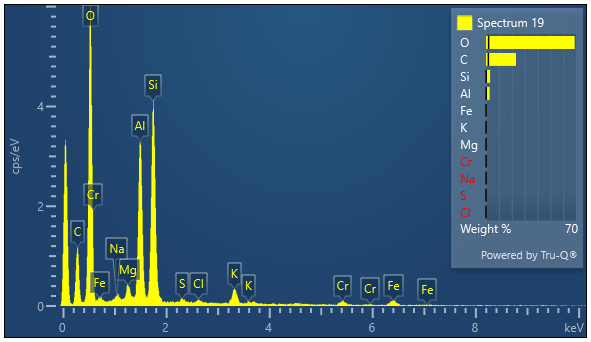 O
Spectrum 19
O
C
Si
Al
Fe
K
Mg
Cr
Na
S
Cl
Weight % 70
Powered by Tru-Q®
Si
4
Al
cps/eV
Cr
2
C
Na
Mg
Fe
S
Cl
K
K
Cr
Cr
Fe
Fe
0
0 2 4 6 8 keV